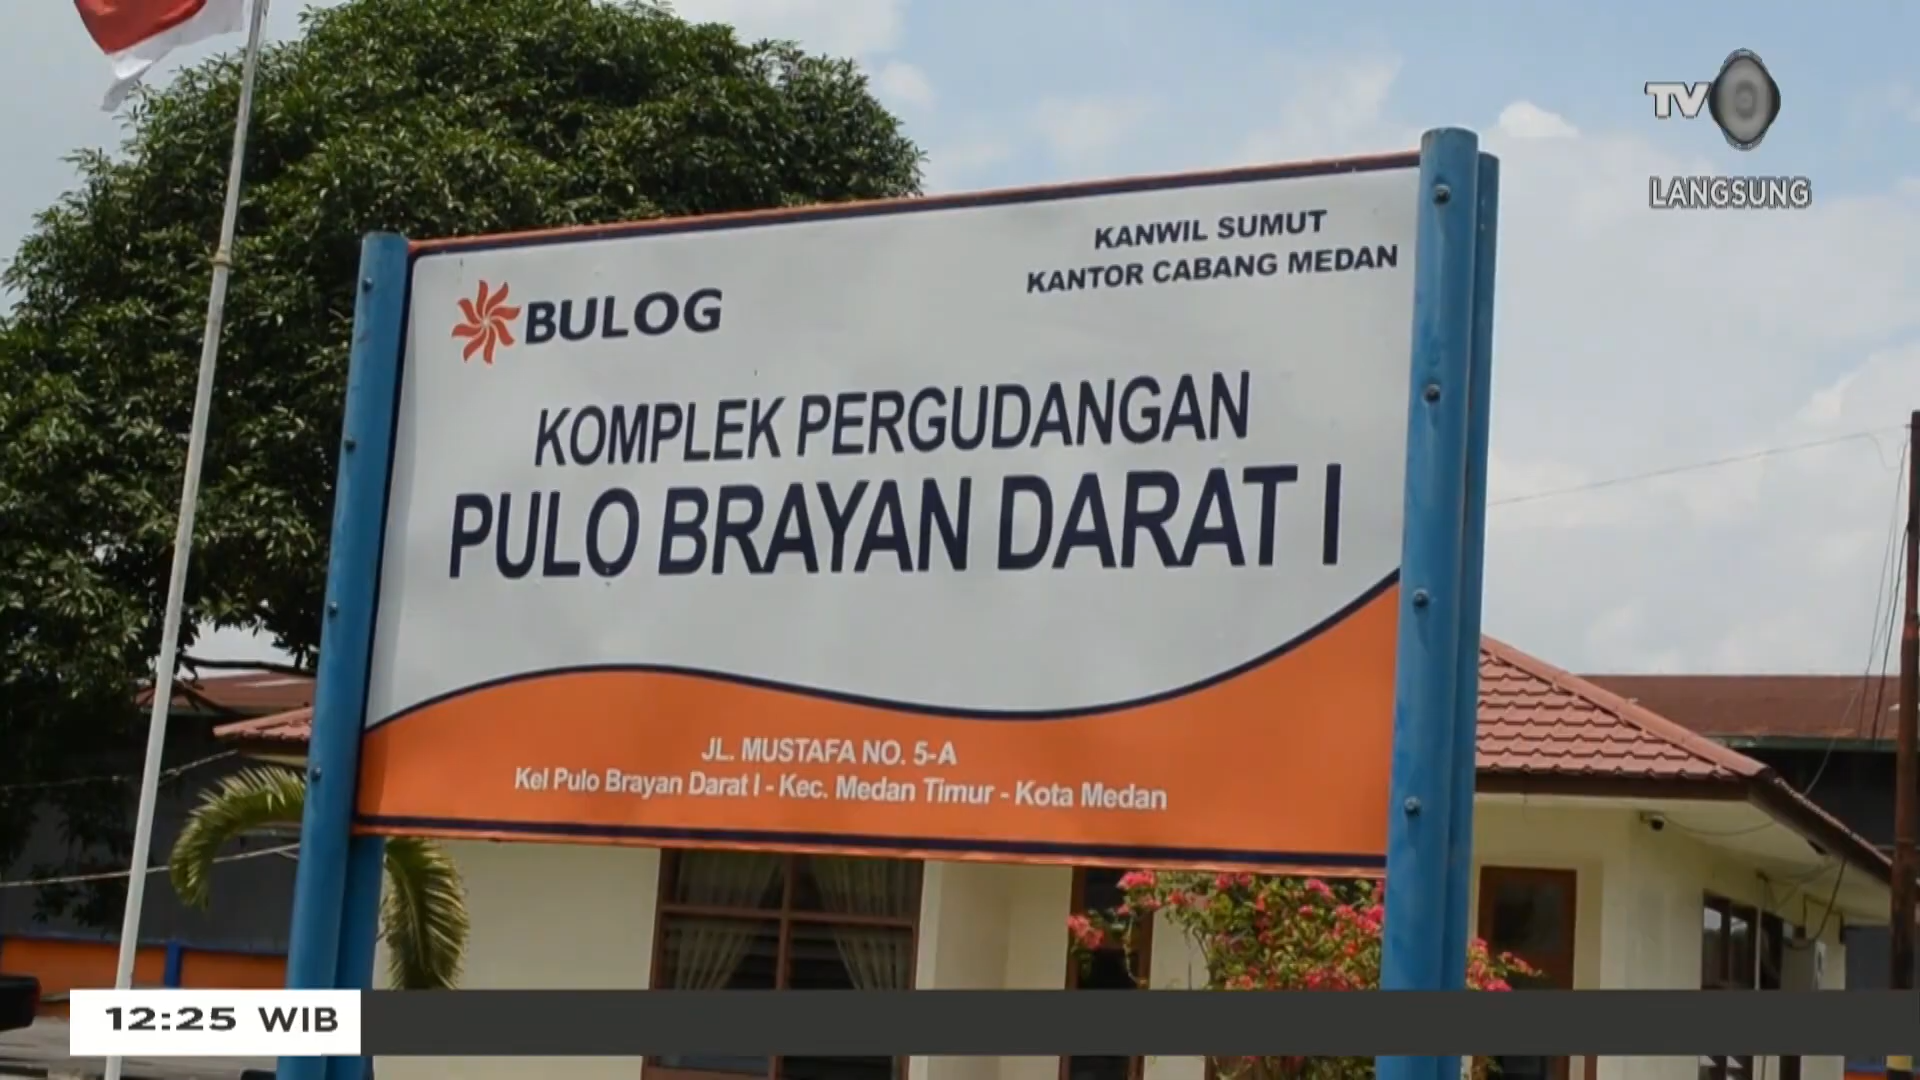 TV
LANGSUNG
KANWIL SUMUT
KANTOR CABANG MEDAN
BULOG
KOMPLEK PERGUDANGAN
PULO BRAYAN DARAT I
JL. MUSTAFA NO. 5-A
Kel Pulo Brayan Darat I - Kec. Medan Timur - Kota Medan
12:25 WIB